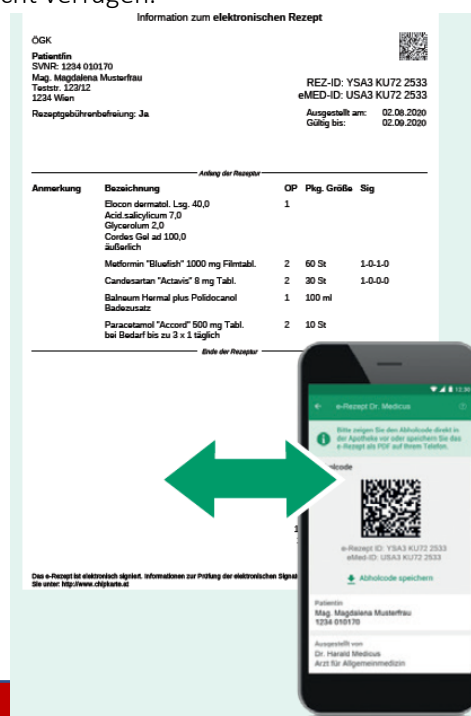 cht verfügen.
Information zum elektronischen Rezept
ÖGK
Patient/in
SVNR: 1234 010170
Mag. Magdalena Musterfrau
Teststr. 123/12
1234 Wien
Rezeptgebührenbefreiung: Ja
REZ-ID: YSA3 KU72 2533
eMED-ID: USA3 KU72 2533
Ausgestellt am: 02.08.2020
Gültig bis: 02.09.2020
Anfang der Rezeptur
Anmerkung Bezeichnung OP Pkg. Größe Sig
Elocon dermatol. Lsg. 40,0 1
Acid.salicylicum 7,0
Glycerolum 2,0
Cordes Gel ad 100,0
äußerlich
Metformin "Bluefish" 1000 mg Filmtabl. 2 60 St 1-0-1-0
Candesartan "Actavis" 8 mg Tabl. 2 30 St 1-0-0-0
Balneum Hermal plus Polidocanol 1 100 ml
Badezusatz
Paracetamol "Accord" 500 mg Tabl. 2 10 St
bei Bedarf bis zu 3 x 1 täglich
Ende der Rezeptur
Das e-Rezept ist elektronisch signiert. Informationen zur Prüfung der elektronischen Signa
Sie unter: http://www.chipkarte.at
12:30
e-Rezept Dr. Medicus
Bitte zeigen Sie den Abholcode direkt in
der Apotheke vor oder speichern Sie das
e-Rezept als PDF auf Ihrem Telefon.
olcode
e-Rezept ID: YSA3 KU72 2533
eMed-ID: USA3 KU72 2533
Abholcode speichern
Patientin
Mag. Magdalena Musterfrau
1234 010170
Ausgestellt von
Dr. Harald Medicus
Arzt für Allgemeinmedizin